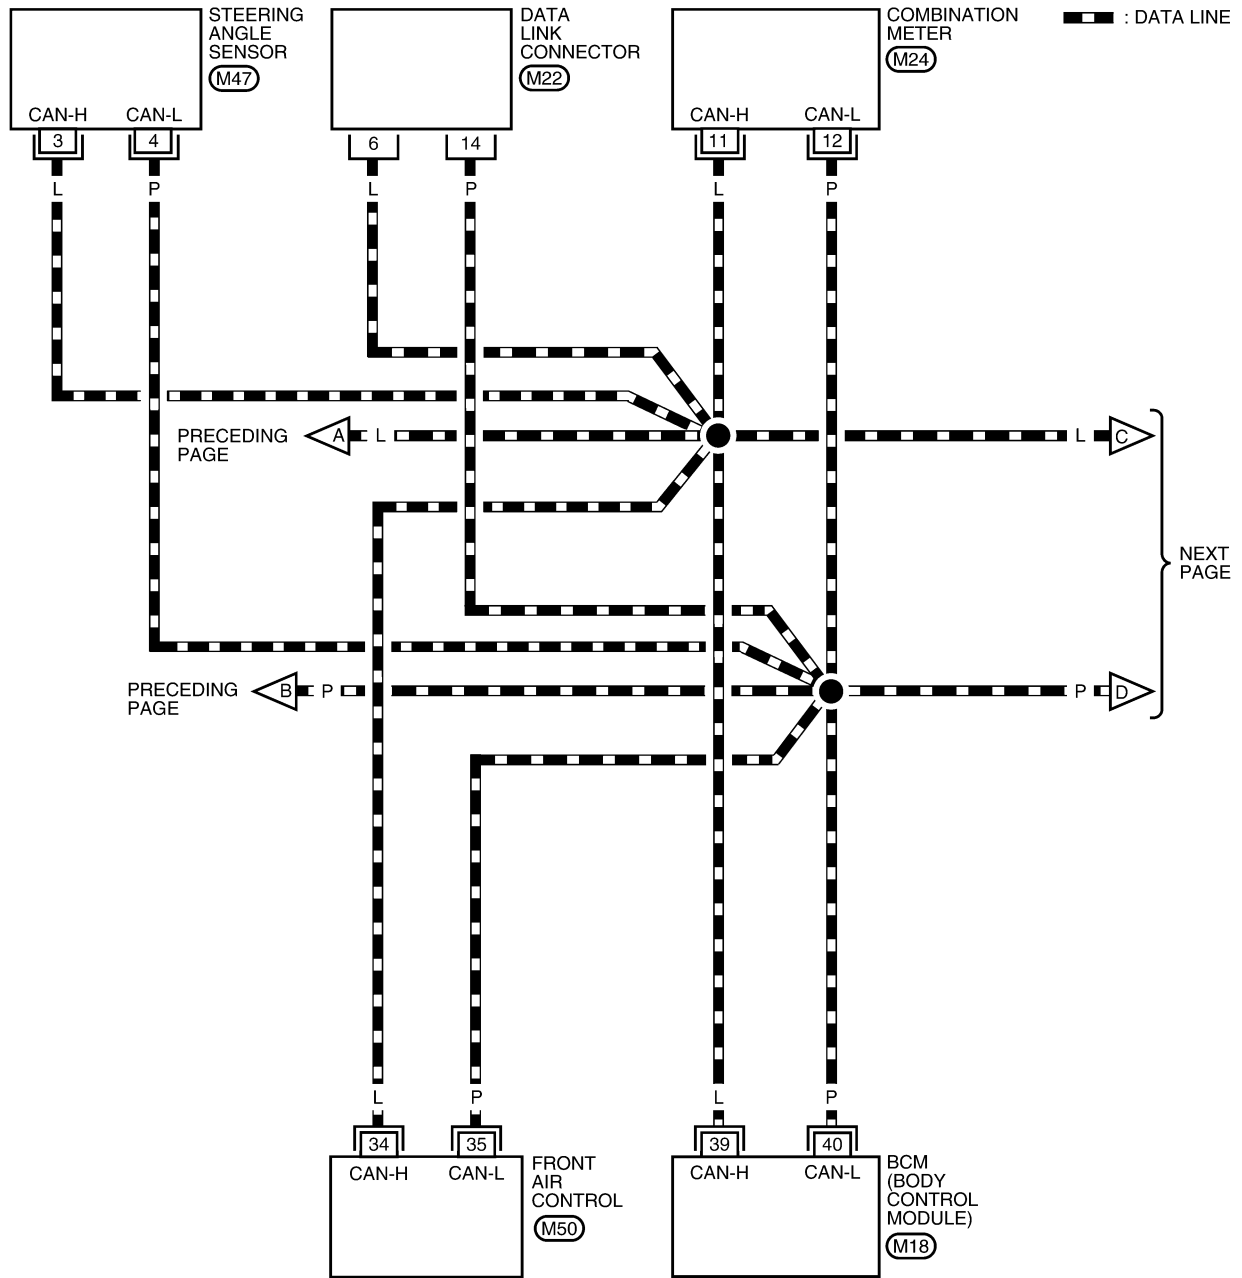 STEERING
ANGLE
SENSOR
M47
DATA
LINK
CONNECTOR
M22
COMBINATION
METER
M24
: DATA LINE
CAN-H CAN-L
CAN-H CAN-L
3 4 6 14 11 12
L P L P L P
PRECEDING
PAGE
A L
L C
NEXT
PAGE
PRECEDING
PAGE
B P
P D
L P L P
34 35 39 40
CAN-H CAN-L
CAN-H CAN-L
FRONT
AIR
CONTROL
M50
BCM
(BODY
CONTROL
MODULE)
M18